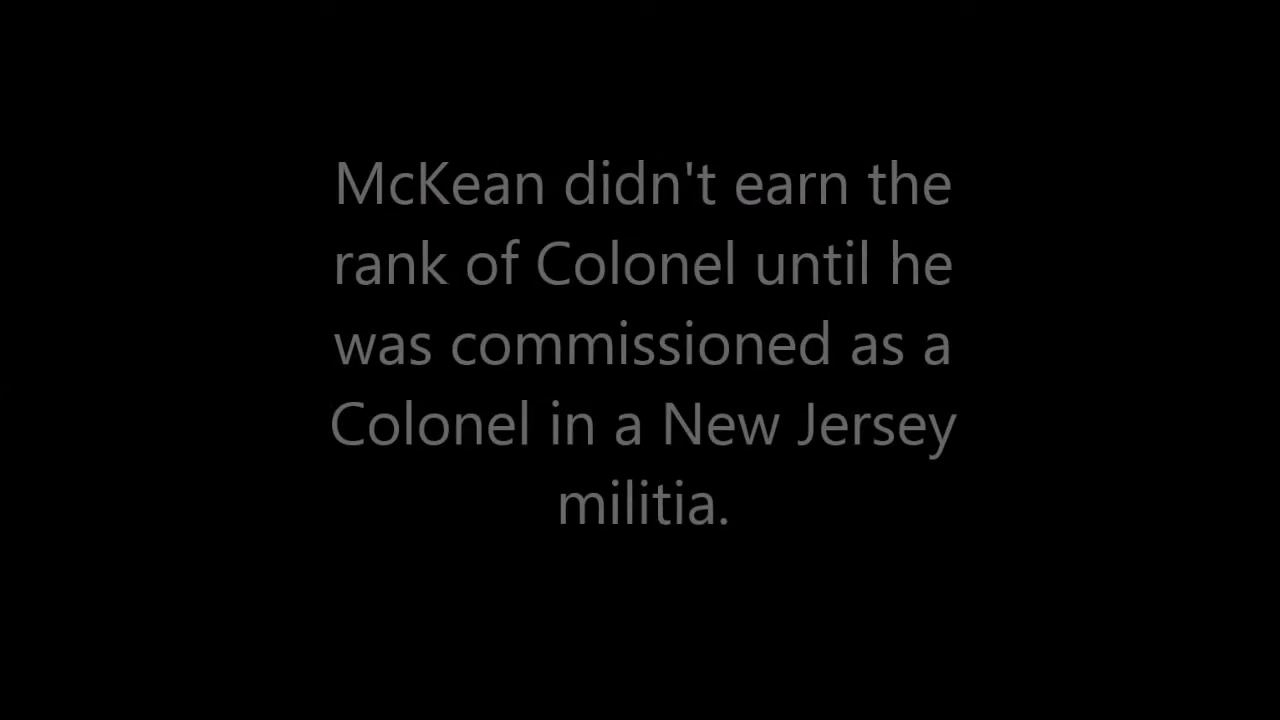 McKean didn't earn the
rank of Colonel until he
was commissioned as a
Colonel in a New Jersey
militia.